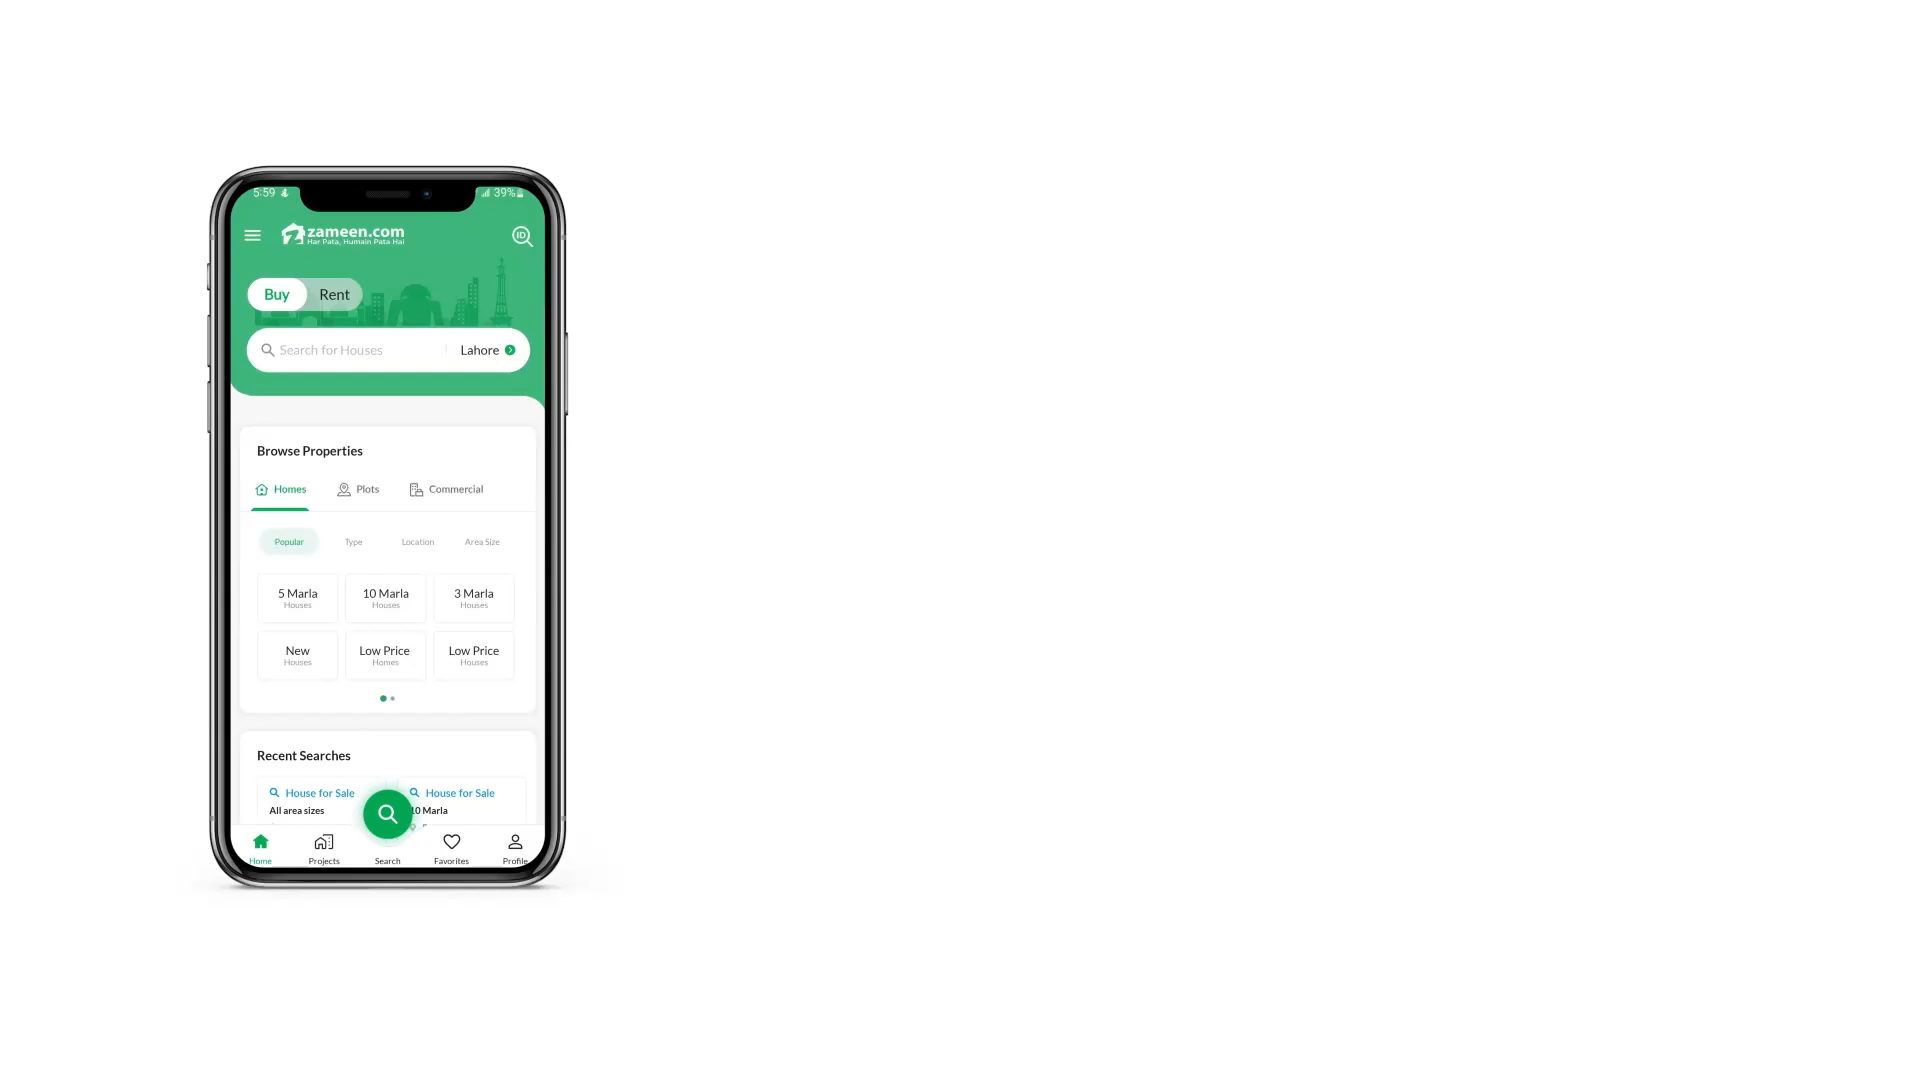 5:59 39%
zameen.com
Har Pata, Humain Pata Hai
ID
Buy Rent
Search for Houses Lahore
Browse Properties
Homes Plots Commercial
Popular Type Location Area Size
5 Marla 10 Marla 3 Marla
Houses Houses Houses
New Low Price Low Price
Houses Homes Houses
Recent Searches
House for Sale House for Sale
All area sizes 10 Marla
Home Projects Search Favorites Profile